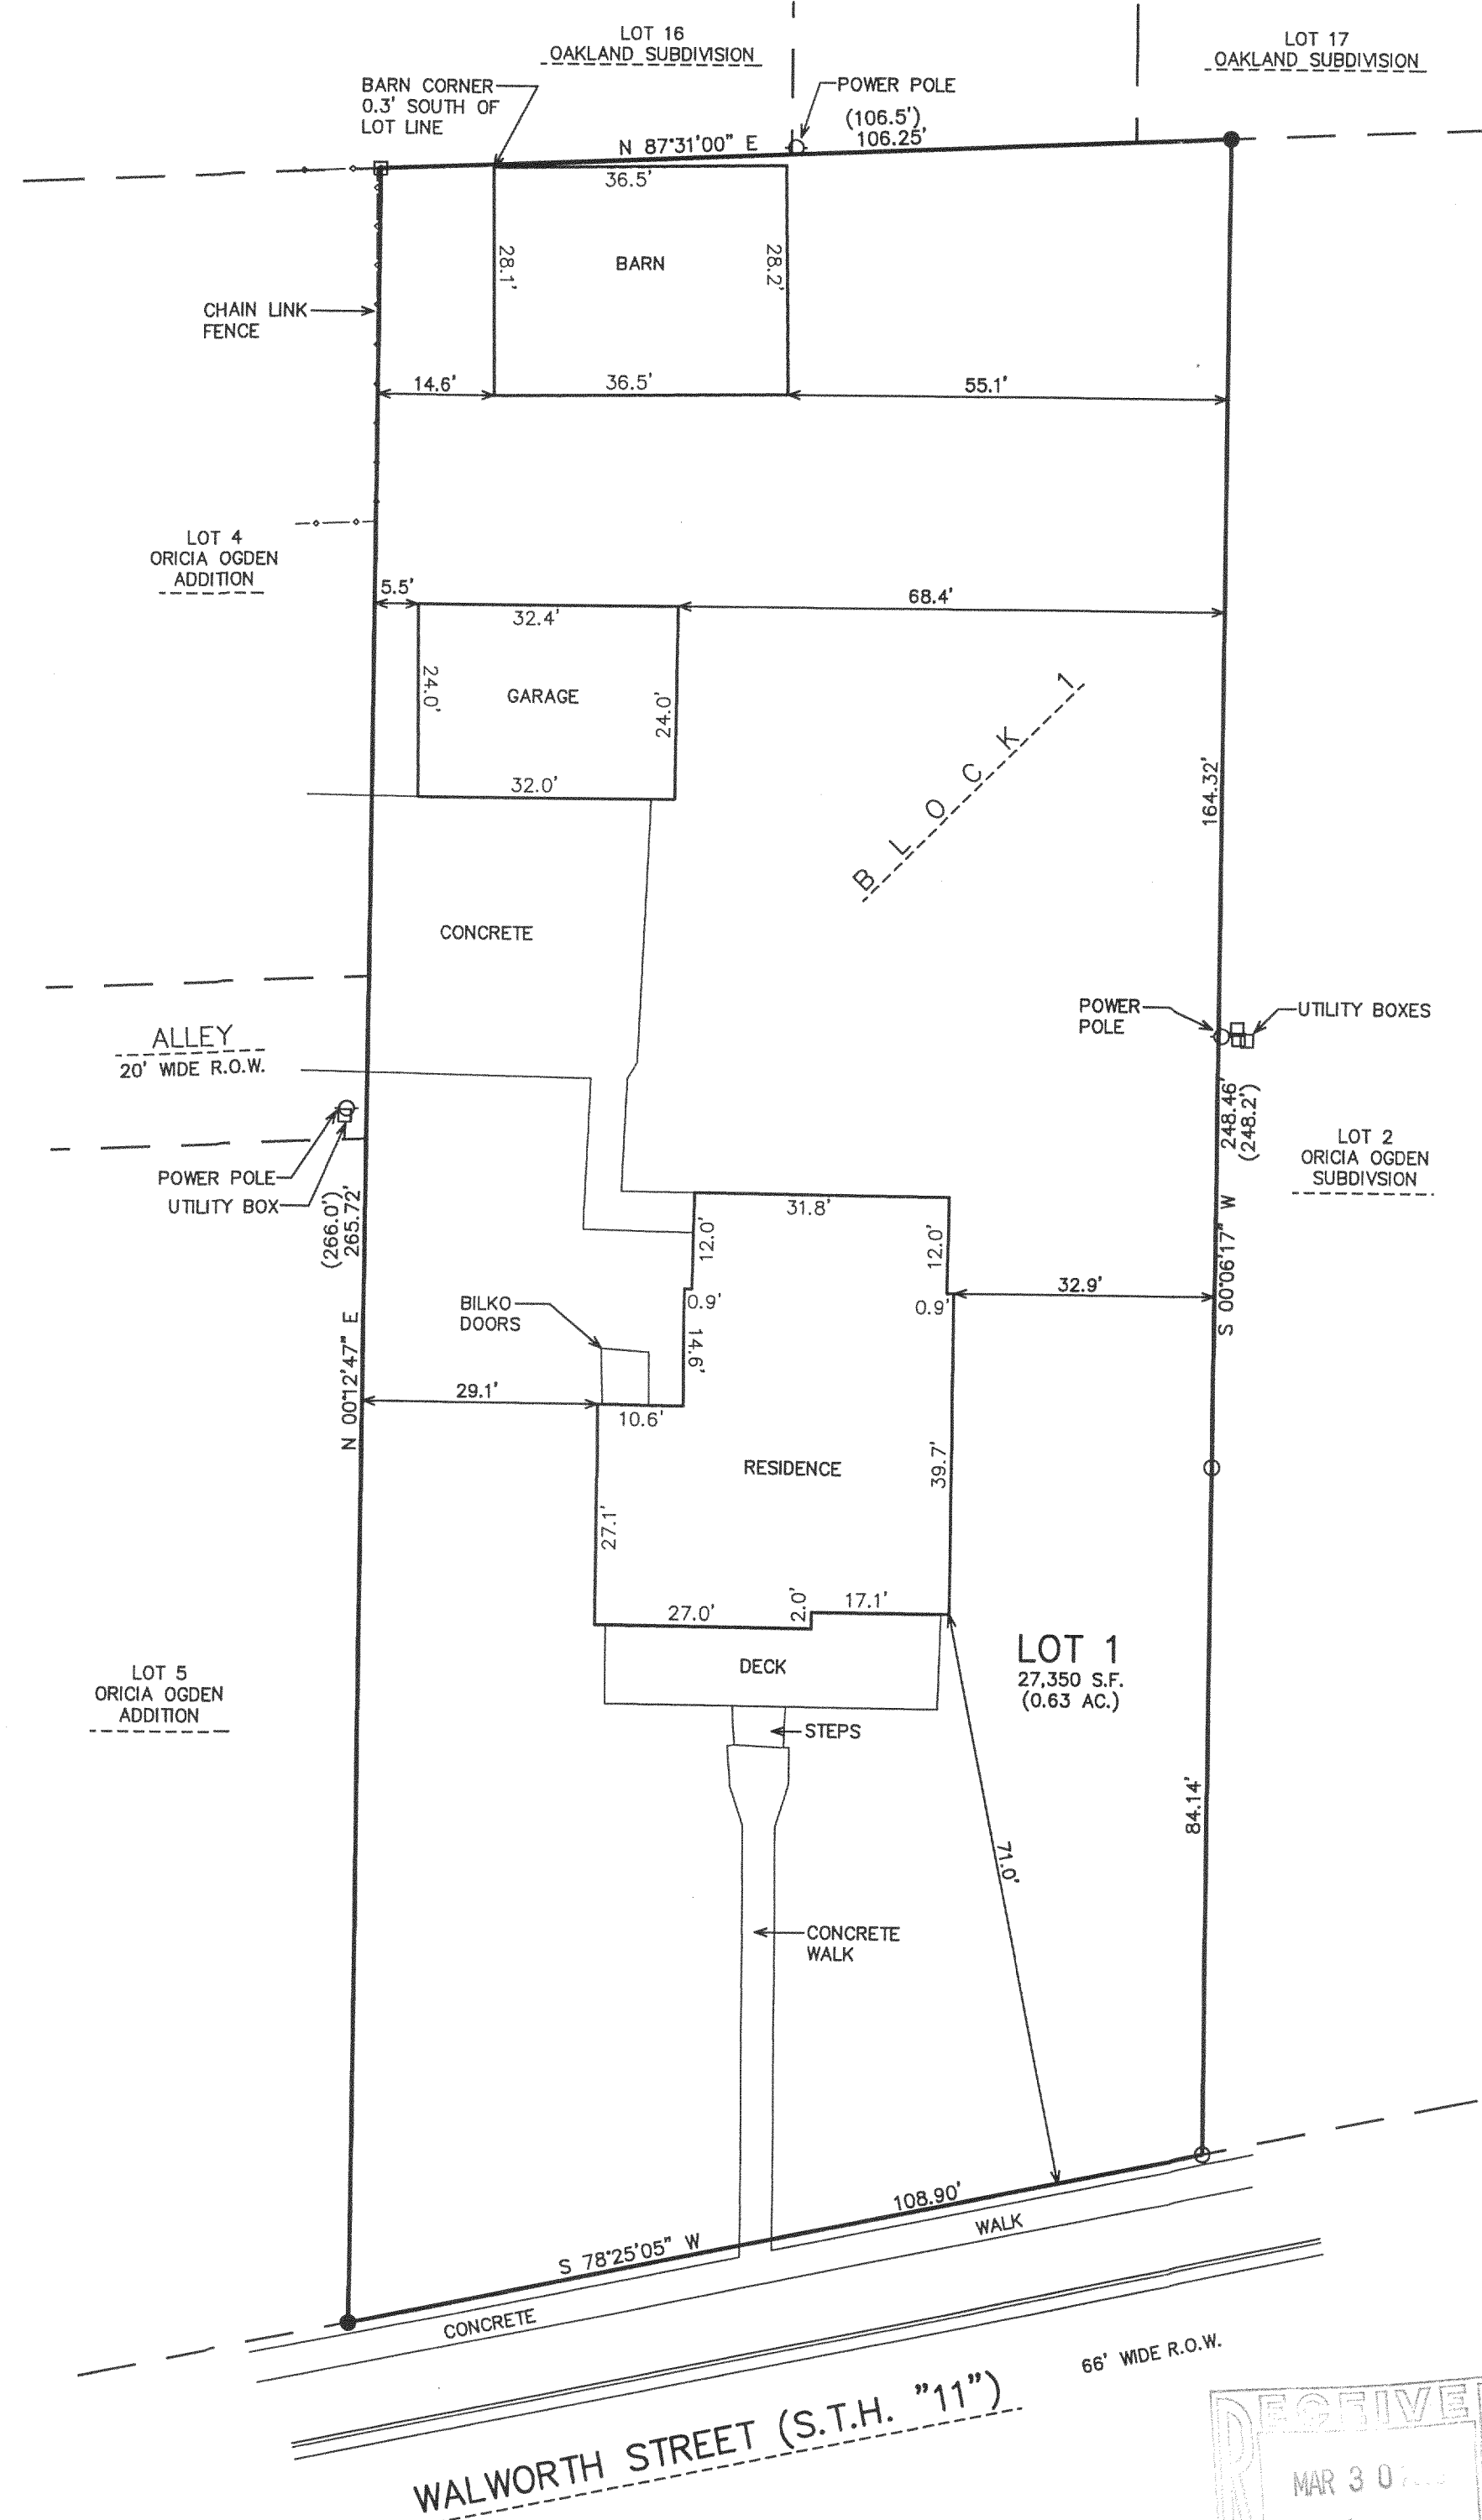 LOT 16
OAKLAND SUBDIVISION
LOT 17
OAKLAND SUBDIVISION
BARN CORNER
0.3' SOUTH OF
LOT LINE
POWER POLE
(106.5')
106.25'
N 87°31'00" E
36.5'
28.1'
BARN
28.2'
CHAIN LINK
FENCE
14.6'
36.5'
55.1'
LOT 4
ORICIA OGDEN
ADDITION
5.5'
32.4'
68.4'
24.0'
GARAGE
24.0'
32.0'
BLOCK 1
164.32'
CONCRETE
ALLEY
20' WIDE R.O.W.
POWER
POLE
UTILITY BOXES
248.46'
(248.2')
S 00°06'17" W
LOT 2
ORICIA OGDEN
SUBDIVSION
POWER POLE
UTILITY BOX
(266.0')
265.72'
N 00°12'47" E
31.8'
12.0'
12.0'
0.9'
0.9'
32.9'
BILKO
DOORS
14.6'
29.1'
10.6'
RESIDENCE
39.7'
27.1'
27.0'
2.0'
17.1'
DECK
LOT 1
27,350 S.F.
(0.63 AC.)
LOT 5
ORICIA OGDEN
ADDITION
STEPS
84.14'
71.0'
CONCRETE
WALK
108.90'
S 78°25'05" W
WALK
CONCRETE
66' WIDE R.O.W.
WALWORTH STREET (S.T.H. "11")
RECEIVE
MAR 30